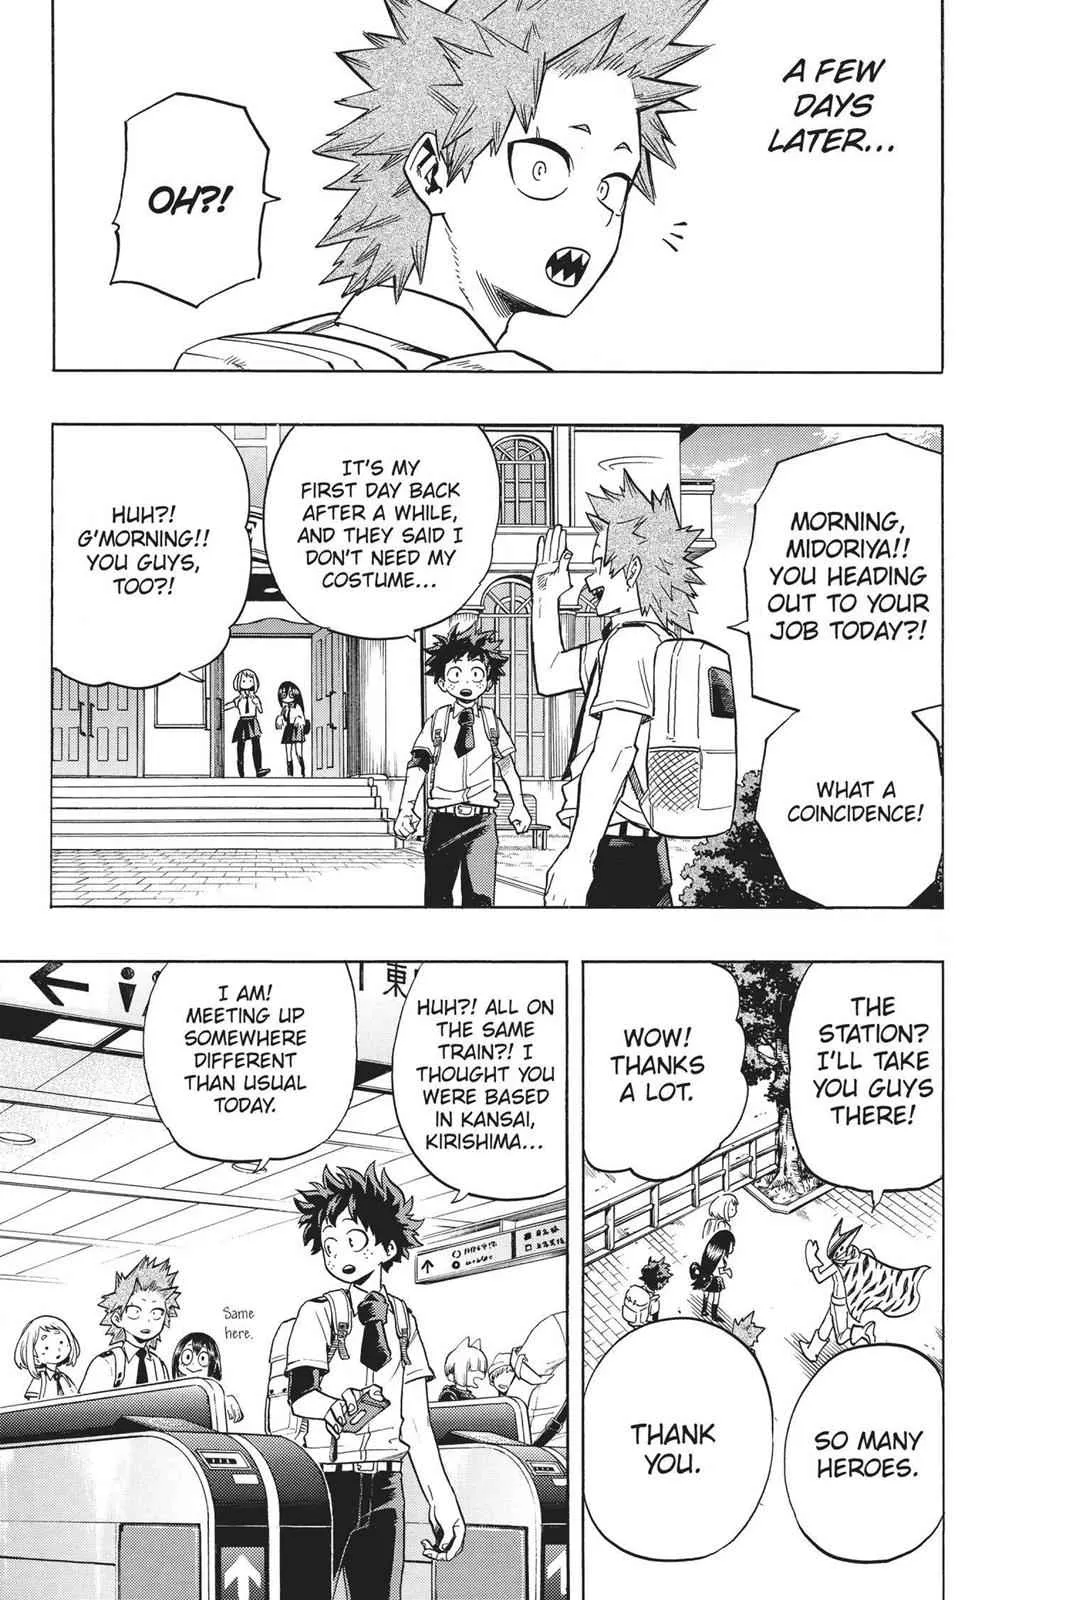 A FEW
DAYS
LATER...
OH?!
MORNING,
MIDORIYA!!
YOU HEADING
OUT TO YOUR
JOB TODAY?!
WHAT A
COINCIDENCE!
IT'S MY
FIRST DAY BACK
AFTER A WHILE,
AND THEY SAID I
DON'T NEED MY
COSTUME...
HUH?!
G'MORNING!!
YOU GUYS,
TOO?!
THE
STATION?
I'LL TAKE
YOU GUYS
THERE!
WOW!
THANKS
A LOT.
SO MANY
HEROES.
THANK
YOU.
東
HUH?! ALL ON
THE SAME
TRAIN?! I
THOUGHT YOU
WERE BASED
IN KANSAI,
KIRISHIMA...
I AM!
MEETING UP
SOMEWHERE
DIFFERENT
THAN USUAL
TODAY.
Same
here.